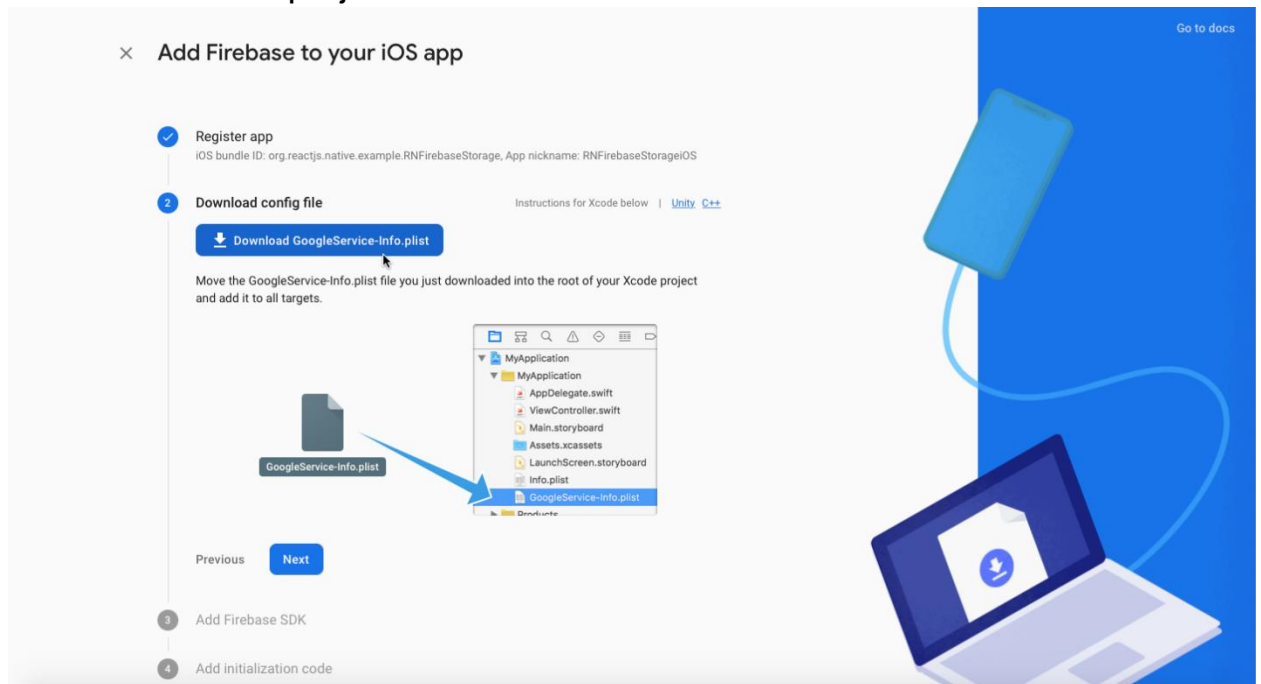 Go to docs
Add Firebase to your iOS app
Register app
iOS bundle ID: org.reactjs.native.example.RNFirebaseStorage, App nickname: RNFirebaseStorageiOS
2
Download config file
Instructions for Xcode below | Unity C++
Download GoogleService-Info.plist
Move the GoogleService-Info.plist file you just downloaded into the root of your Xcode project
and add it to all targets.
MyApplication
MyApplication
AppDelegate.swift
ViewController.swift
Main.storyboard
Assets.xcassets
LaunchScreen.storyboard
Info.plist
GoogleService-Info.plist
Products
GoogleService-Info.plist
Previous
Next
3
Add Firebase SDK
4
Add initialization code